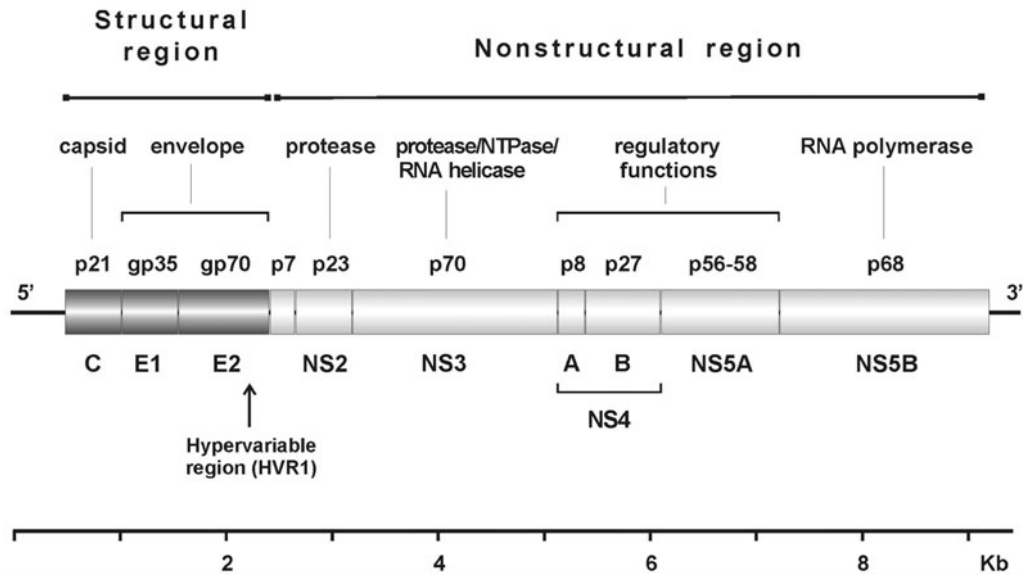 Structural
region
Nonstructural region
capsid
envelope
protease
protease/NTPase/
RNA helicase
regulatory
functions
RNA polymerase
p21 gp35 gp70 p7 p23 p70 p8 p27 p56-58 p68
5’ 3’
C E1 E2 NS2 NS3 A B NS5A NS5B
NS4
Hypervariable
region (HVR1)
2 4 6 8 Kb